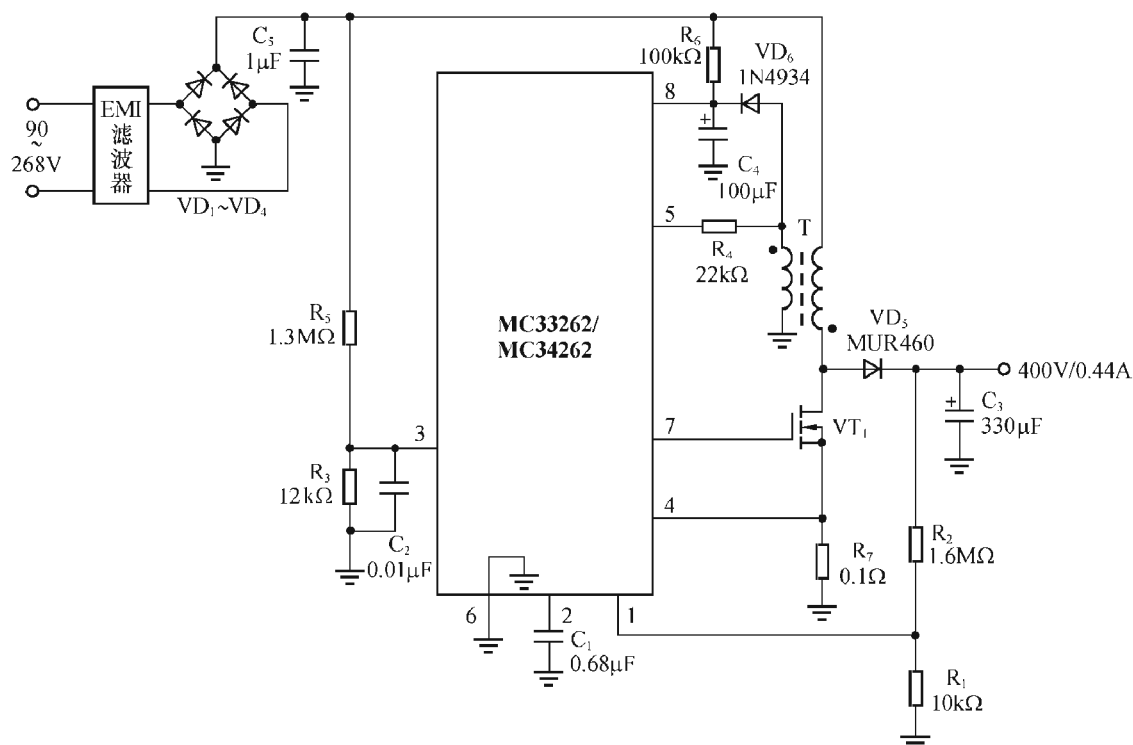 C₅
1μF
R₆
100kΩ
VD₆
1N4934
8
+
C₄
100μF
EMI
滤
波
器
90
~
268V
VD₁~VD₄
5
R₄
22kΩ
T
R₅
1.3MΩ
MC33262/
MC34262
VD₅
MUR460
400V/0.44A
+
C₃
330μF
7
VT₁
3
R₃
12kΩ
C₂
0.01μF
4
R₇
0.1Ω
R₂
1.6MΩ
6
2
1
C₁
0.68μF
R₁
10kΩ